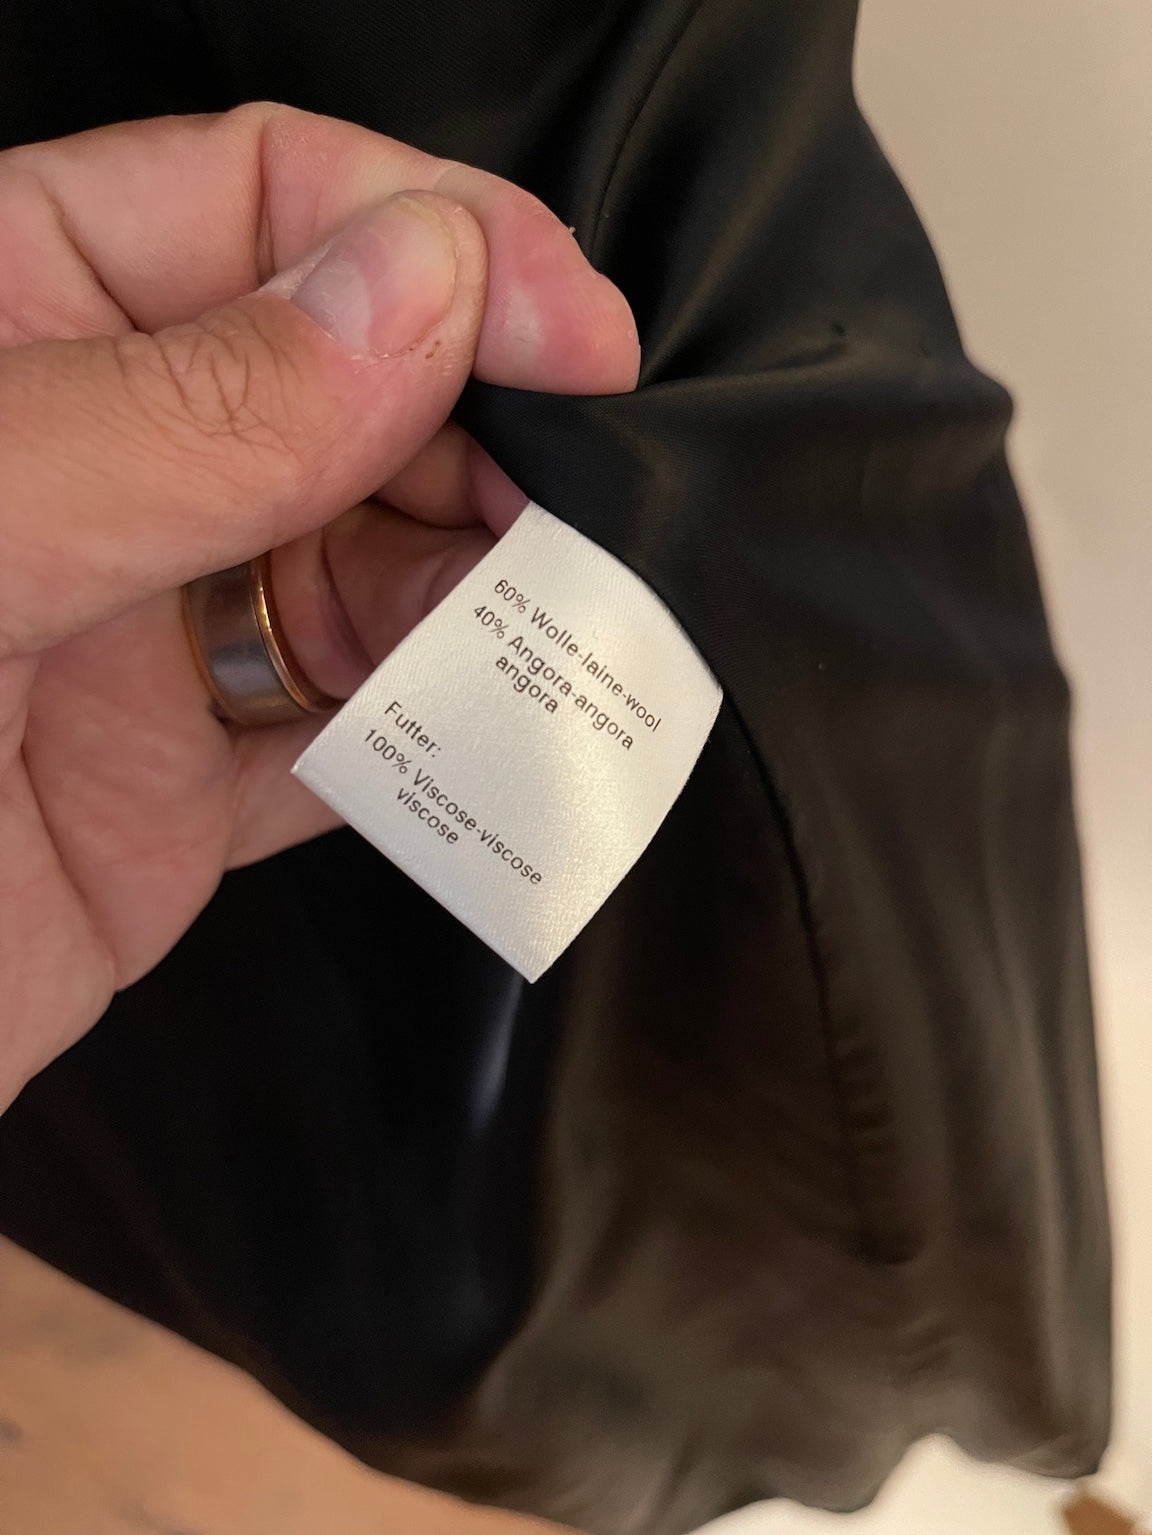 60% Wolle-laine-wool
40% Angora-angora
angora
Futter:
100% Viscose-viscose
viscose